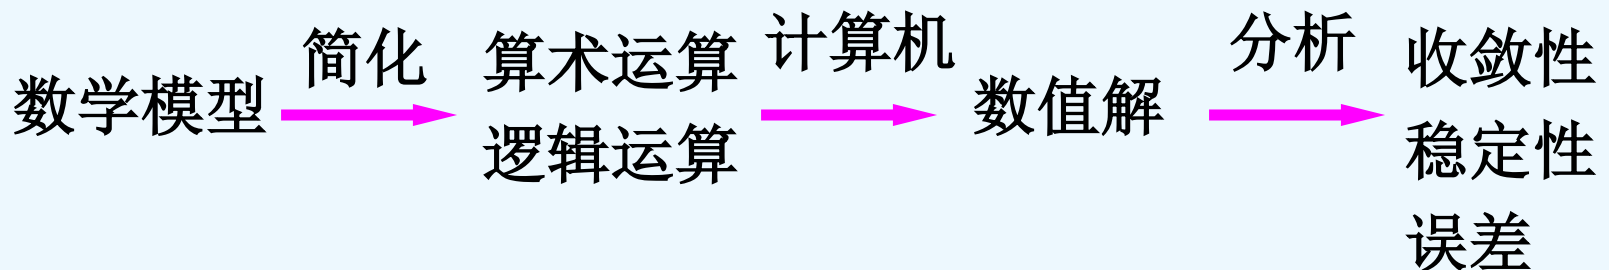 数学模型
简化
算术运算
逻辑运算
计算机
数值解
分析
收敛性
稳定性
误差